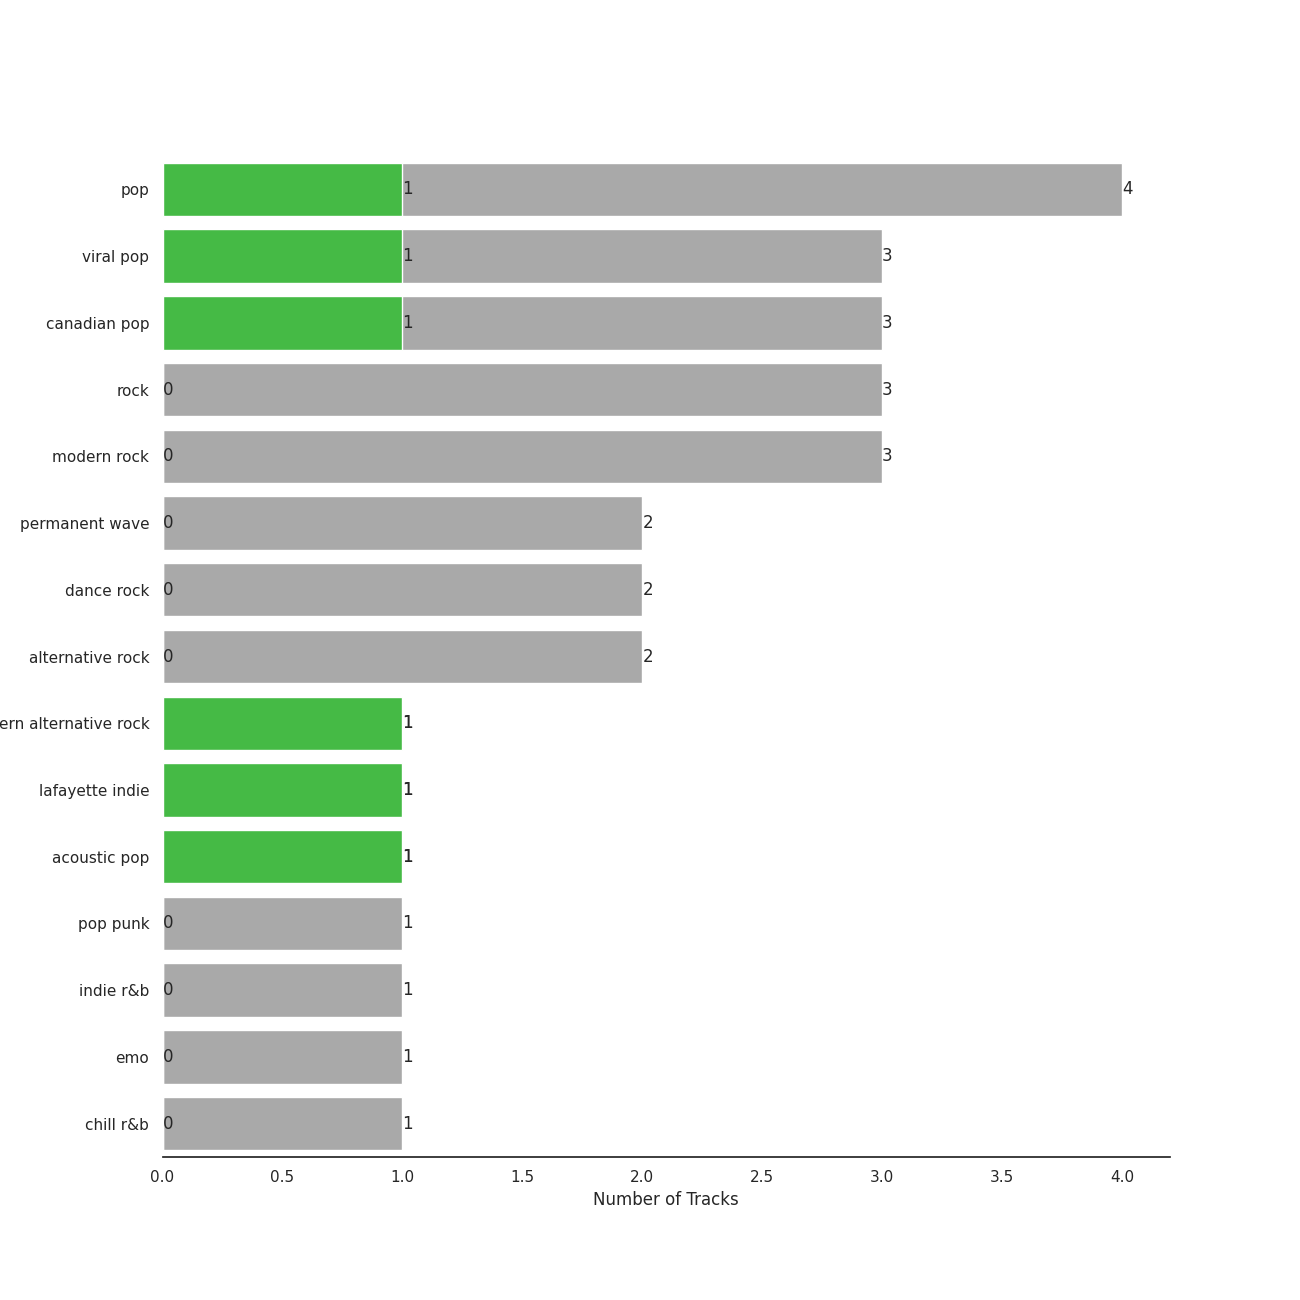 pop 1 4
viral pop 1 3
canadian pop 1 3
rock 0 3
modern rock 0 3
permanent wave 0 2
dance rock 0 2
alternative rock 0 2
ern alternative rock 1
lafayette indie 1
acoustic pop 1
pop punk 0 1
indie r&b 0 1
emo 0 1
chill r&b 0 1
0.0 0.5 1.0 1.5 2.0 2.5 3.0 3.5 4.0
Number of Tracks